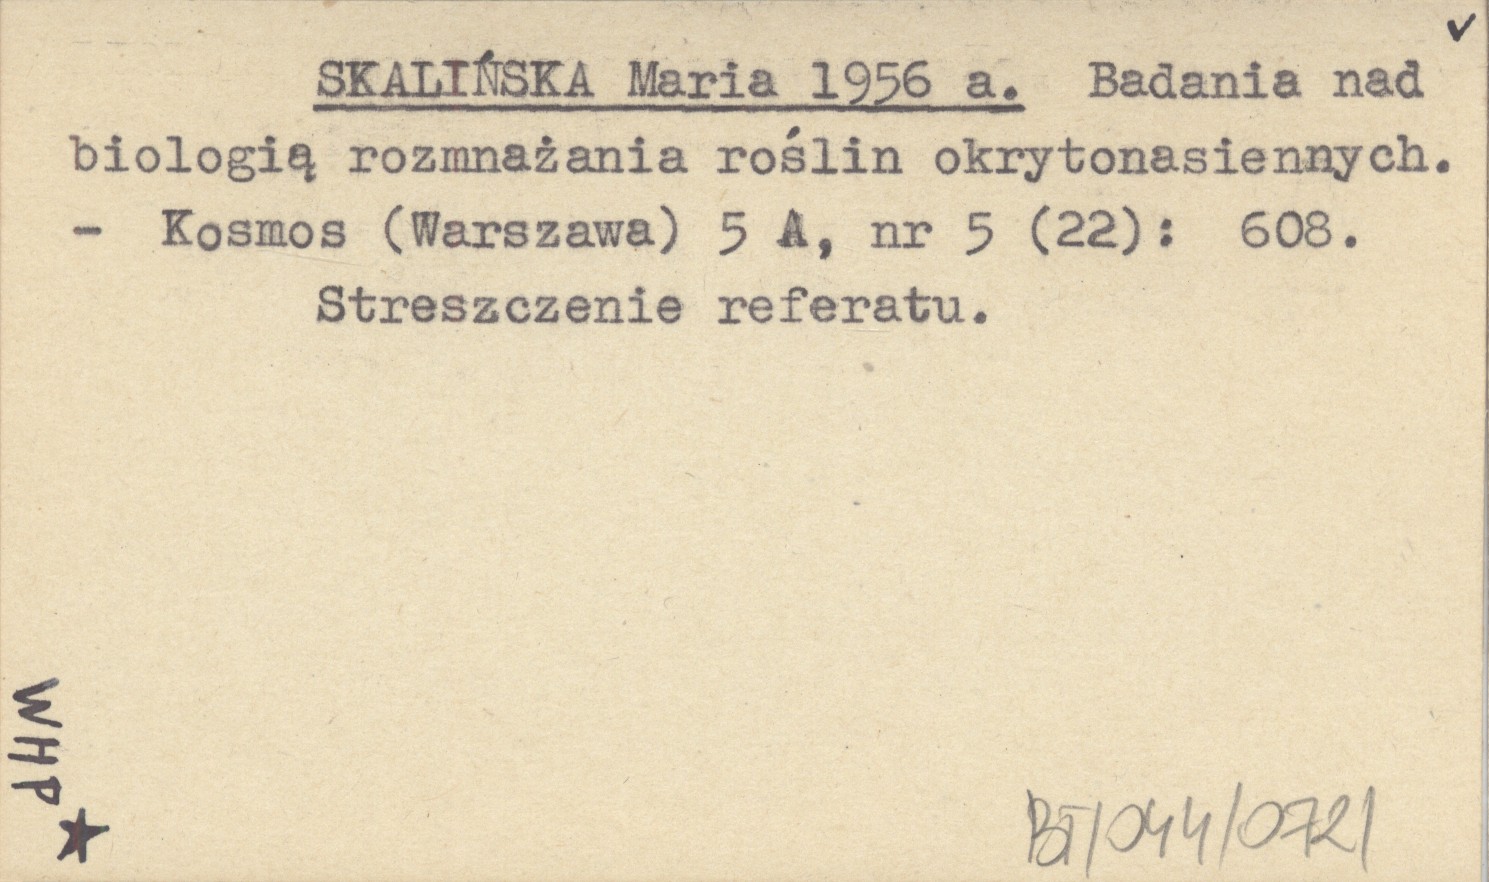 SKALIŃSKA Maria 1956 a. Badania nad
biologią rozmnażania roślin okrytonasiennych.
- Kosmos (Warszawa) 5 A, nr 5 (22): 608.
Streszczenie referatu.
WHP
BI/044/0721